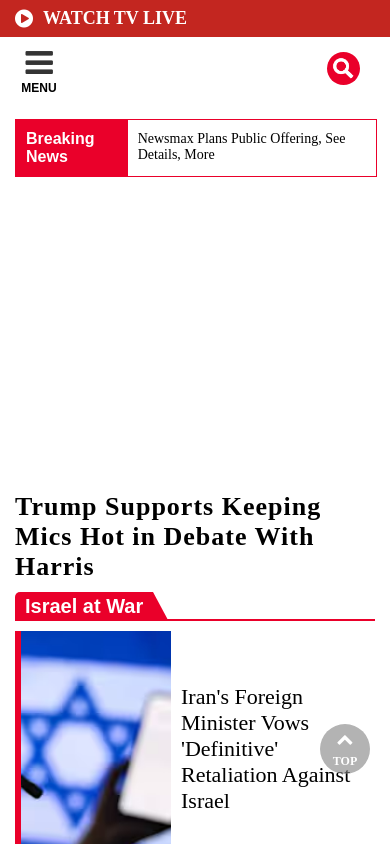 WATCH TV LIVE
MENU
Breaking
News
Newsmax Plans Public Offering, See
Details, More
Trump Supports Keeping
Mics Hot in Debate With
Harris
Israel at War
Iran's Foreign
Minister Vows
'Definitive'
Retaliation Against
Israel
TOP